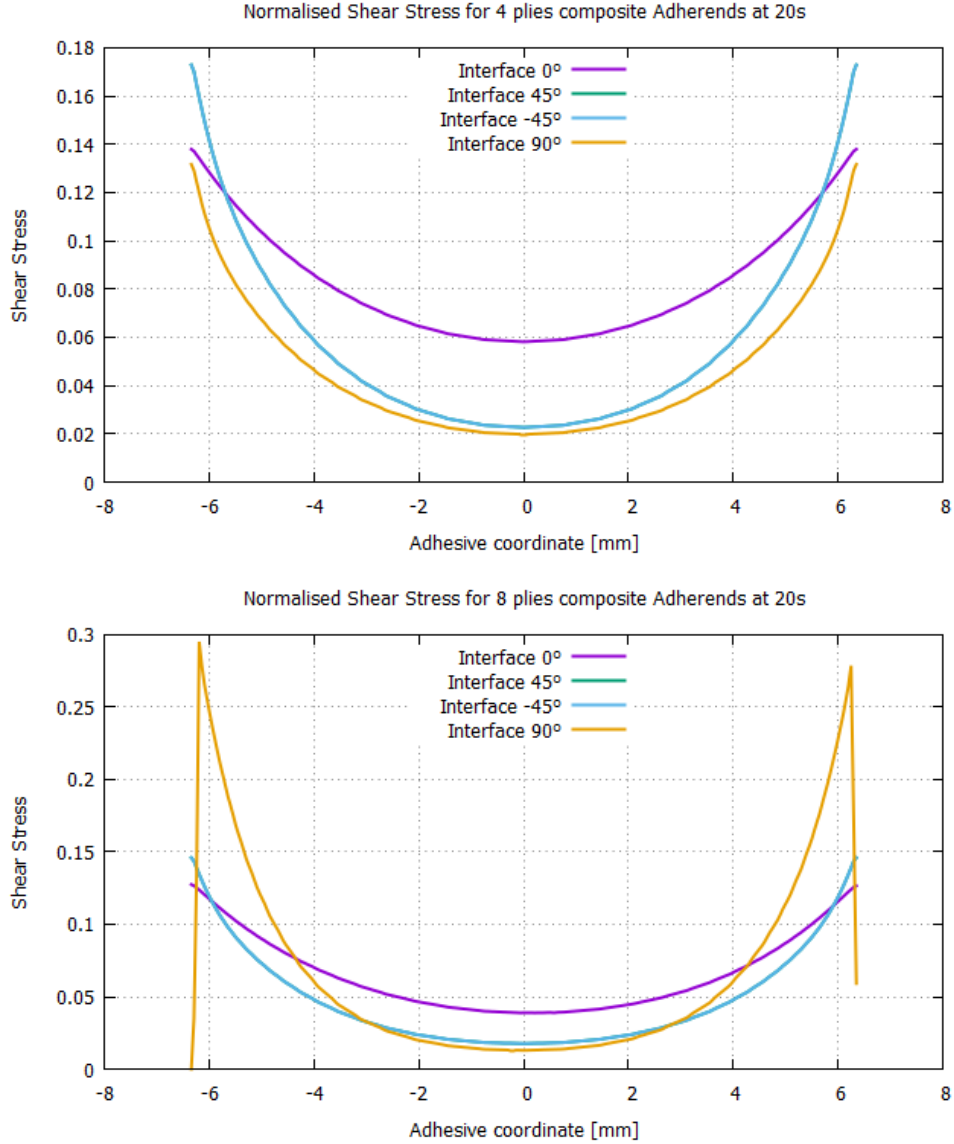 Normalised Shear Stress for 4 plies composite Adherends at 20s
0.18
0.16
0.14
0.12
0.1
0.08
0.06
0.04
0.02
0
Shear Stress
Interface 0º
Interface 45º
Interface -45º
Interface 90º
-8 -6 -4 -2 0 2 4 6 8
Adhesive coordinate [mm]
Normalised Shear Stress for 8 plies composite Adherends at 20s
0.3
0.25
0.2
0.15
0.1
0.05
0
Shear Stress
Interface 0º
Interface 45º
Interface -45º
Interface 90º
-8 -6 -4 -2 0 2 4 6 8
Adhesive coordinate [mm]